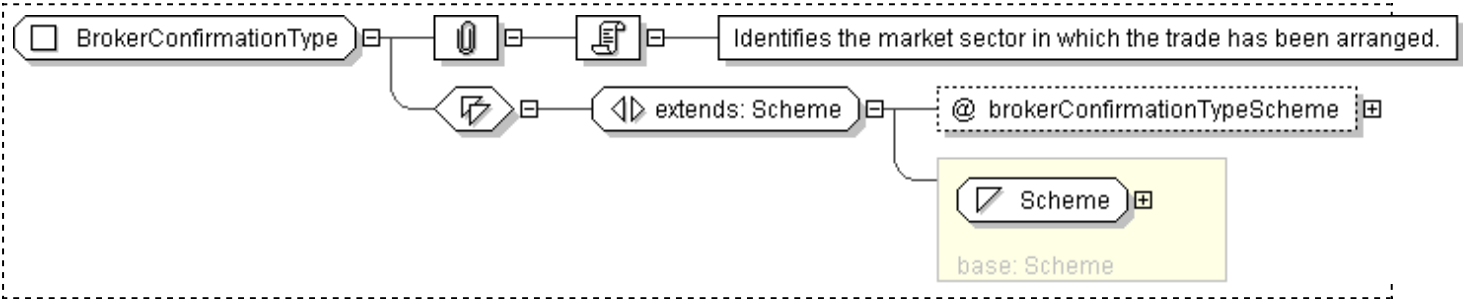 BrokerConfirmationType
Identifies the market sector in which the trade has been arranged.
extends: Scheme
@ brokerConfirmationTypeScheme
Scheme
base: Scheme